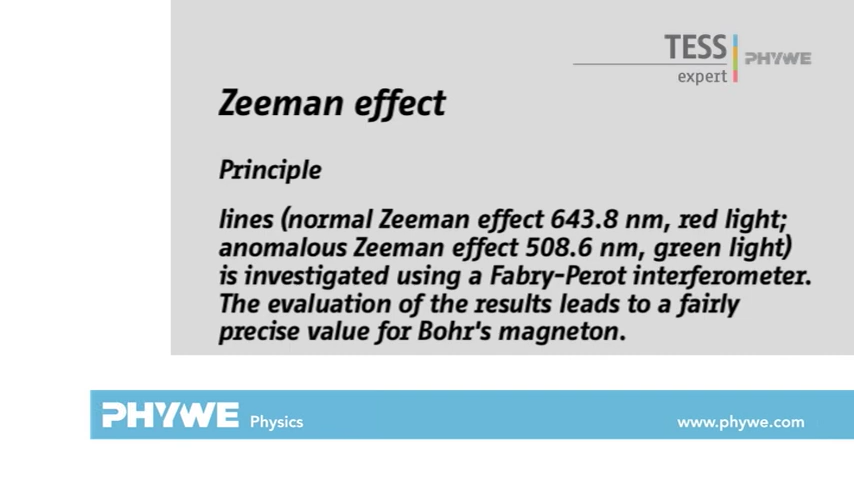 TESS
expert
PHYWE
Zeeman effect
Principle
lines (normal Zeeman effect 643.8 nm, red light;
anomalous Zeeman effect 508.6 nm, green light)
is investigated using a Fabry-Perot interferometer.
The evaluation of the results leads to a fairly
precise value for Bohr's magneton.
PHYWE Physics www.phywe.com